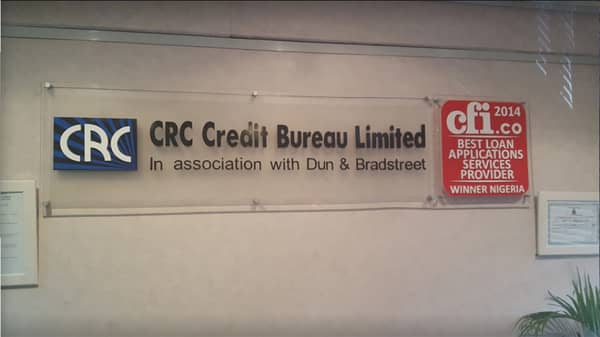 CRC
CRC Credit Bureau Limited
In association with Dun & Bradstreet
cfi.co
2014
BEST LOAN
APPLICATIONS
SERVICES
PROVIDER
WINNER NIGERIA